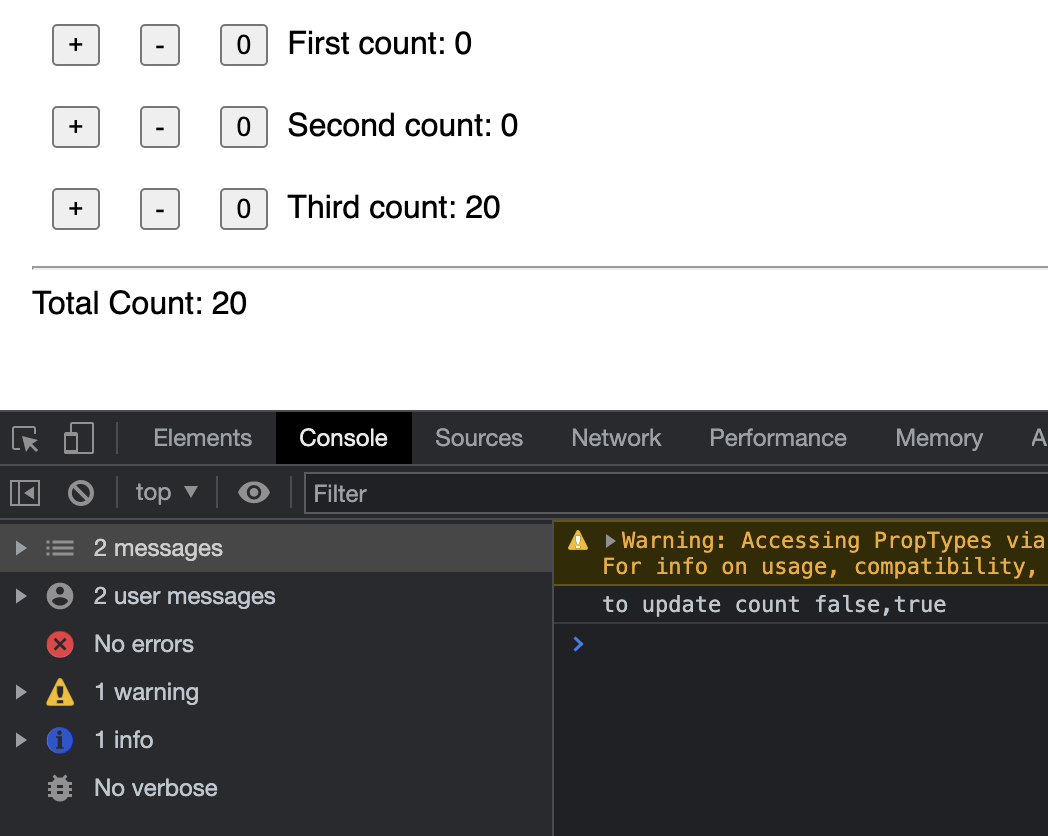 + - 0 First count: 0
+ - 0 Second count: 0
+ - 0 Third count: 20
Total Count: 20
Elements Console Sources Network Performance Memory A
top Filter
2 messages
2 user messages
No errors
1 warning
1 info
No verbose
Warning: Accessing PropTypes via
For info on usage, compatibility,
to update count false,true